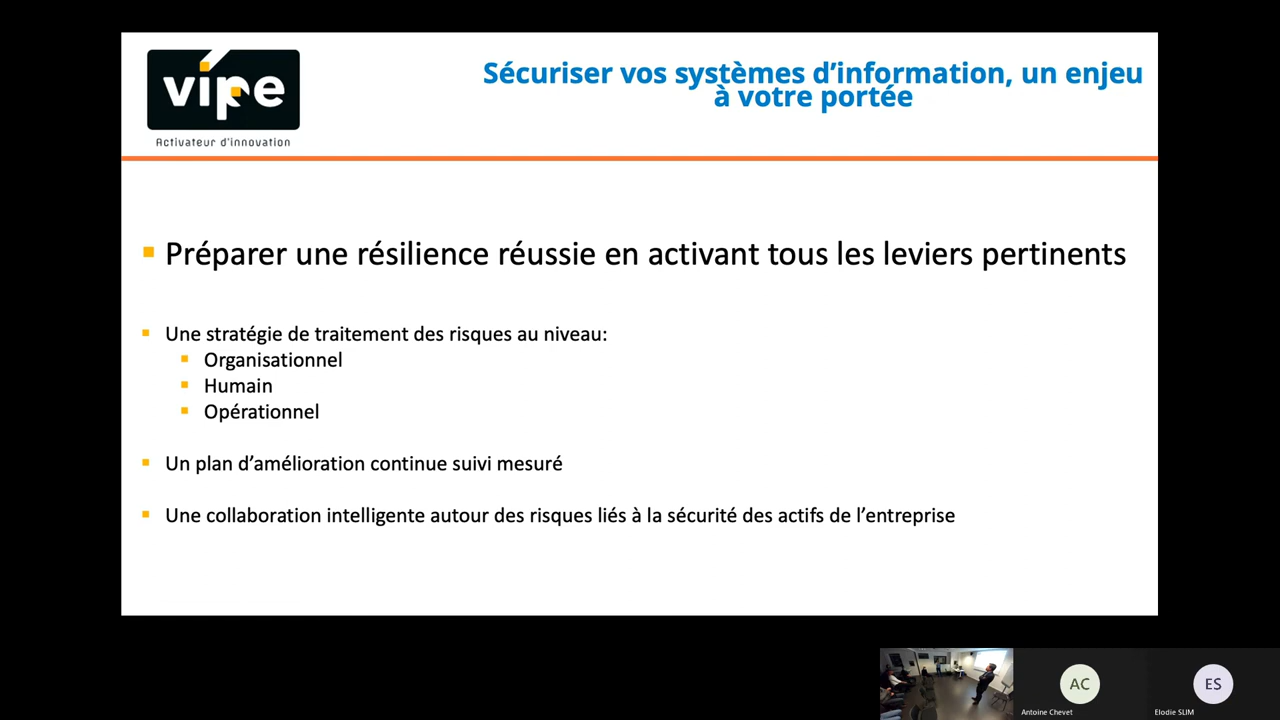 vipe
Activateur d'innovation
Sécuriser vos systèmes d'information, un enjeu
à votre portée
Préparer une résilience réussie en activant tous les leviers pertinents
Une stratégie de traitement des risques au niveau:
Organisationnel
Humain
Opérationnel
Un plan d'amélioration continue suivi mesuré
Une collaboration intelligente autour des risques liés à la sécurité des actifs de l'entreprise
AC
ES
Antoine Chevet
Elodie SLIM